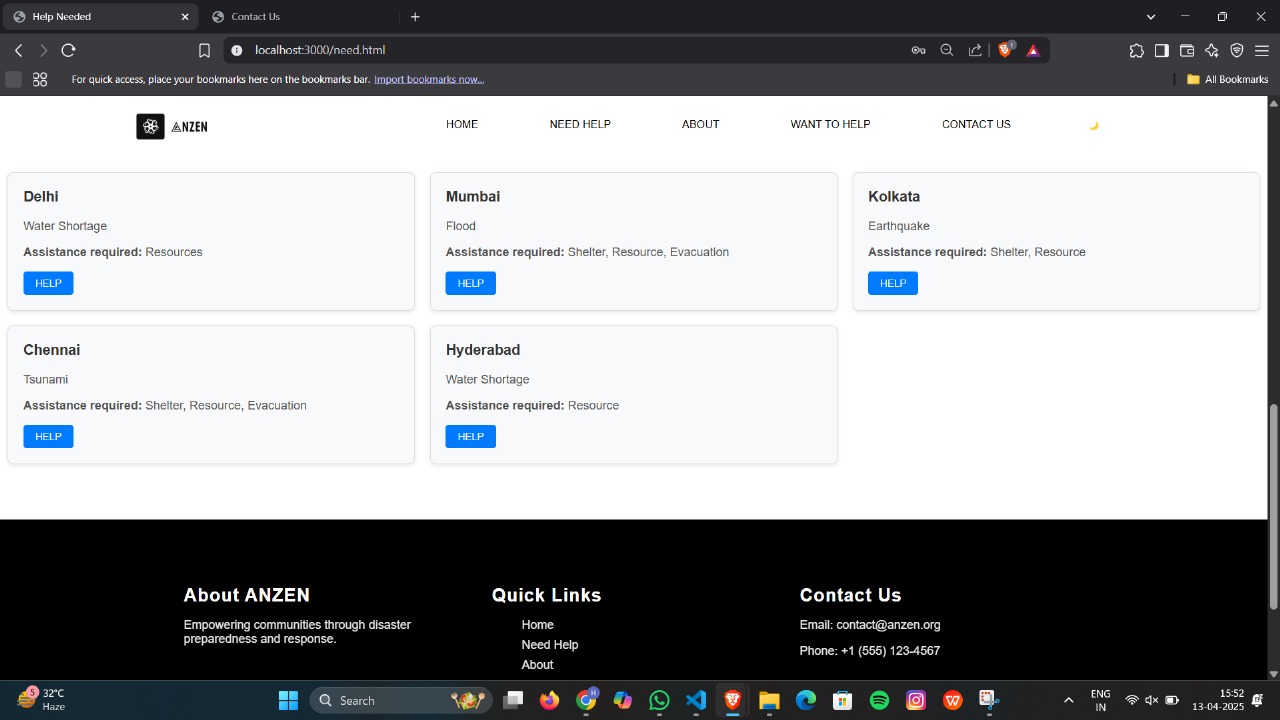 Help Needed
Contact Us
localhost:3000/need.html
1
For quick access, place your bookmarks here on the bookmarks bar. Import bookmarks now...
All Bookmarks
ANZEN
HOME NEED HELP ABOUT WANT TO HELP CONTACT US
Delhi
Water Shortage
Assistance required: Resources
HELP
Mumbai
Flood
Assistance required: Shelter, Resource, Evacuation
HELP
Kolkata
Earthquake
Assistance required: Shelter, Resource
HELP
Chennai
Tsunami
Assistance required: Shelter, Resource, Evacuation
HELP
Hyderabad
Water Shortage
Assistance required: Resource
HELP
About ANZEN
Empowering communities through disaster
preparedness and response.
Quick Links
Home
Need Help
About
Contact Us
Email: contact@anzen.org
Phone: +1 (555) 123-4567
5
32°C
Haze
Search
H
ENG
IN
15:52
13-04-2025